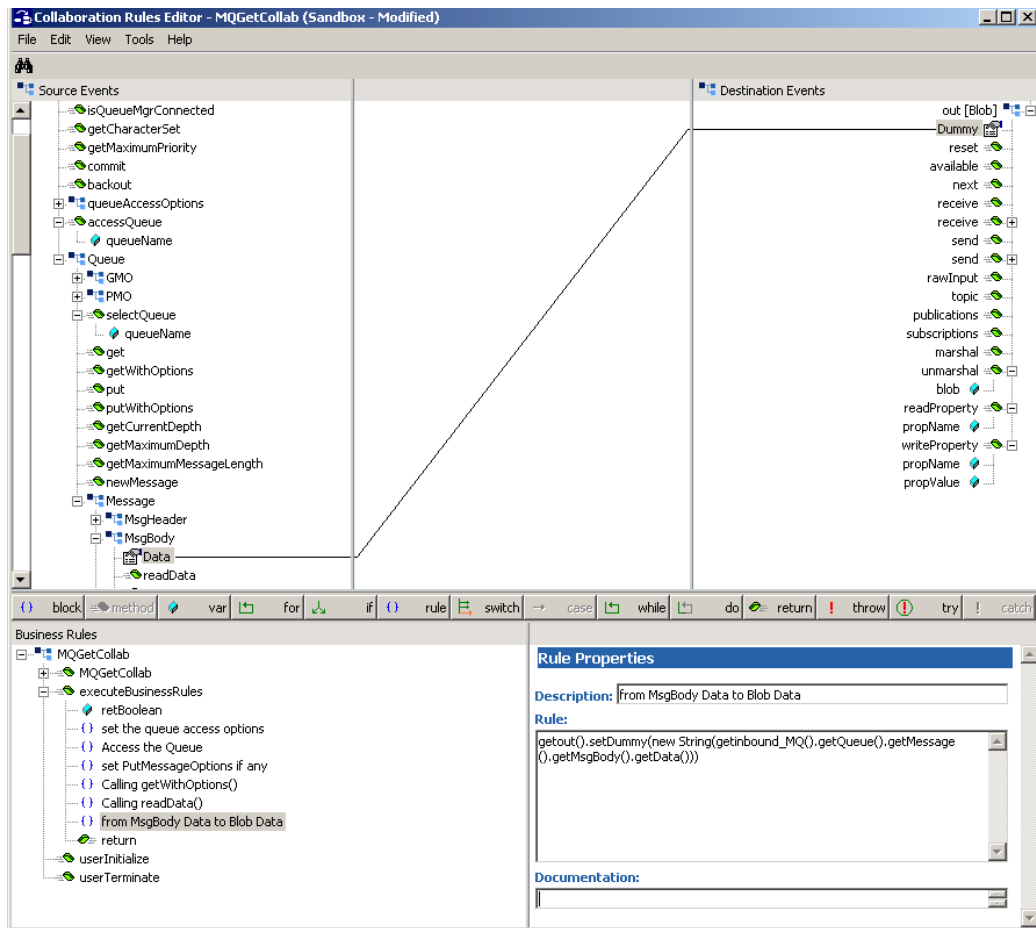 Collaboration Rules Editor - MQGetCollab (Sandbox - Modified)
File Edit View Tools Help
Source Events
Destination Events
isQueueMgrConnected
getCharacterSet
getMaximumPriority
commit
backout
queueAccessOptions
accessQueue
queueName
Queue
GMO
PMO
selectQueue
queueName
get
getWithOptions
put
putWithOptions
getCurrentDepth
getMaximumDepth
getMaximumMessageLength
newMessage
Message
MsgHeader
MsgBody
Data
readData
out [Blob]
Dummy
reset
available
next
receive
receive
send
send
rawInput
topic
publications
subscriptions
marshal
unmarshal
blob
readProperty
propName
writeProperty
propName
propValue
{} block method var for if {} rule switch case while do return ! throw try ! catch
Business Rules
MQGetCollab
MQGetCollab
executeBusinessRules
retBoolean
{} set the queue access options
{} Access the Queue
{} set PutMessageOptions if any
{} Calling getWithOptions()
{} Calling readData()
{} from MsgBody Data to Blob Data
return
userInitialize
userTerminate
Rule Properties
Description: from MsgBody Data to Blob Data
Rule:
getout().setDummy(new String(getinbound_MQ().getQueue().getMessage
().getMsgBody().getData()))
Documentation: